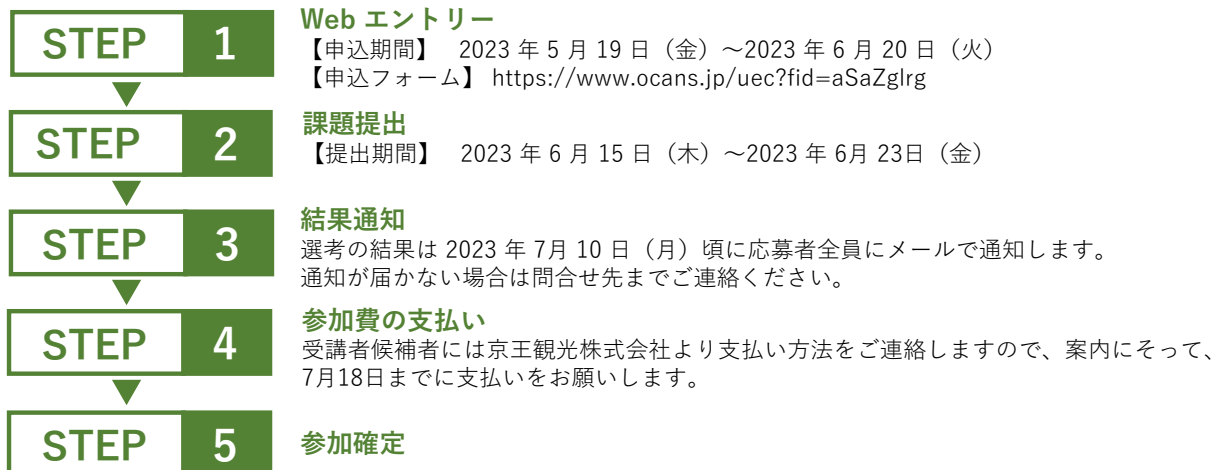 STEP 1
Web エントリー
【申込期間】 2023 年 5 月 19 日（金）～2023 年 6 月 20 日（火）
【申込フォーム】 https://www.ocans.jp/uec?fid=aSaZglrg
STEP 2
課題提出
【提出期間】 2023 年 6 月 15 日（木）～2023 年 6月 23日（金）
STEP 3
結果通知
選考の結果は 2023 年 7月 10 日（月）頃に応募者全員にメールで通知します。
通知が届かない場合は問合せ先までご連絡ください。
STEP 4
参加費の支払い
受講者候補者には京王観光株式会社より支払い方法をご連絡しますので、案内にそって、
7月18日までに支払いをお願いします。
STEP 5
参加確定